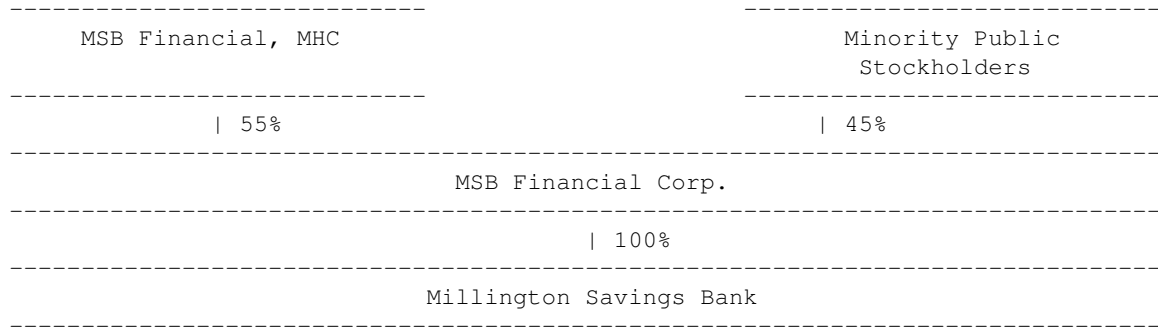 MSB Financial, MHC Minority Public
Stockholders
| 55% | 45%
MSB Financial Corp.
| 100%
Millington Savings Bank